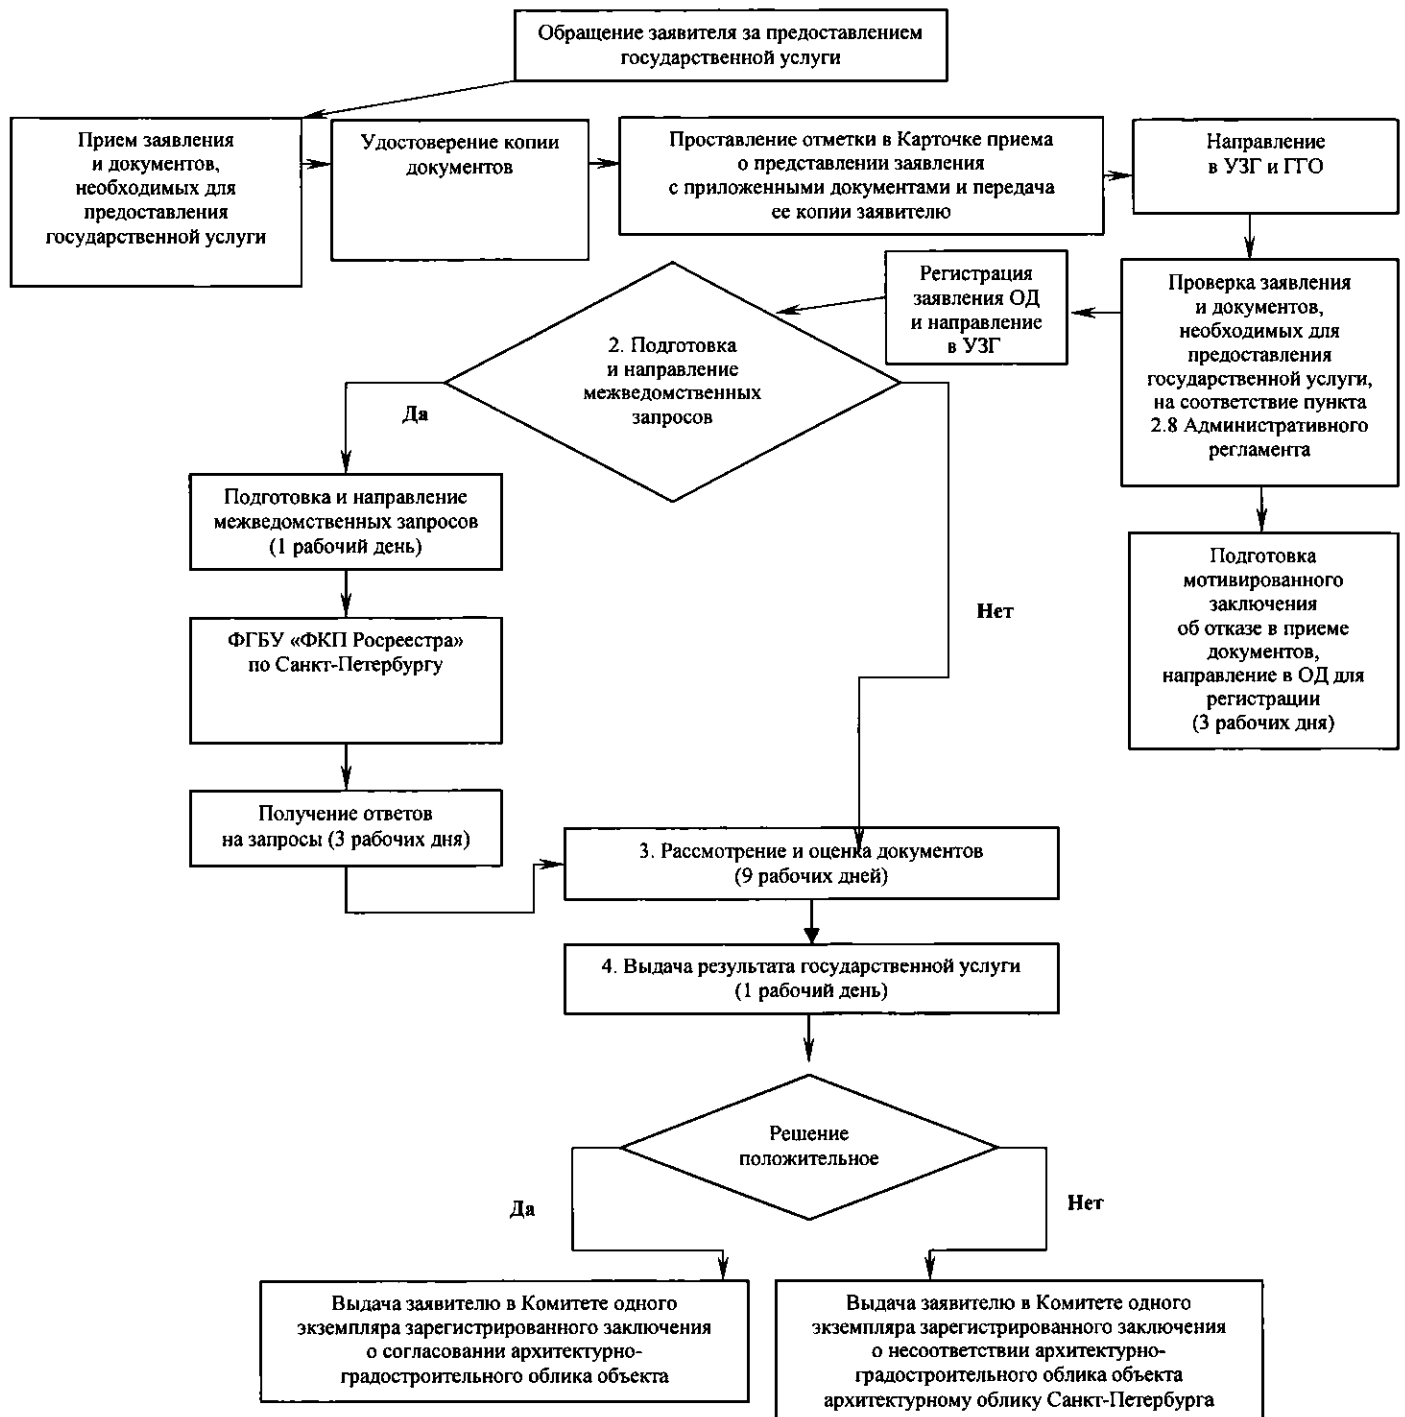 Обращение заявителя за предоставлением
государственной услуги
Прием заявления
и документов,
необходимых для
предоставления
государственной услуги
Удостоверение копии
документов
Проставление отметки в Карточке приема
о представлении заявления
с приложенными документами и передача
ее копии заявителю
Направление
в УЗГ и ГГО
Проверка заявления
и документов,
необходимых для
предоставления
государственной услуги,
на соответствие пункта
2.8 Административного
регламента
Регистрация
заявления ОД
и направление
в УЗГ
2. Подготовка
и направление
межведомственных
запросов
Да
Подготовка и направление
межведомственных запросов
(1 рабочий день)
Нет
Подготовка
мотивированного
заключения
об отказе в приеме
документов,
направление в ОД для
регистрации
(3 рабочих дня)
ФГБУ «ФКП Росреестра»
по Санкт-Петербургу
Получение ответов
на запросы (3 рабочих дня)
3. Рассмотрение и оценка документов
(9 рабочих дней)
4. Выдача результата государственной услуги
(1 рабочий день)
Решение
положительное
Да
Нет
Выдача заявителю в Комитете одного
экземпляра зарегистрированного заключения
о согласовании архитектурно-
градостроительного облика объекта
Выдача заявителю в Комитете одного
экземпляра зарегистрированного заключения
о несоответствии архитектурно-
градостроительного облика объекта
архитектурному облику Санкт-Петербурга